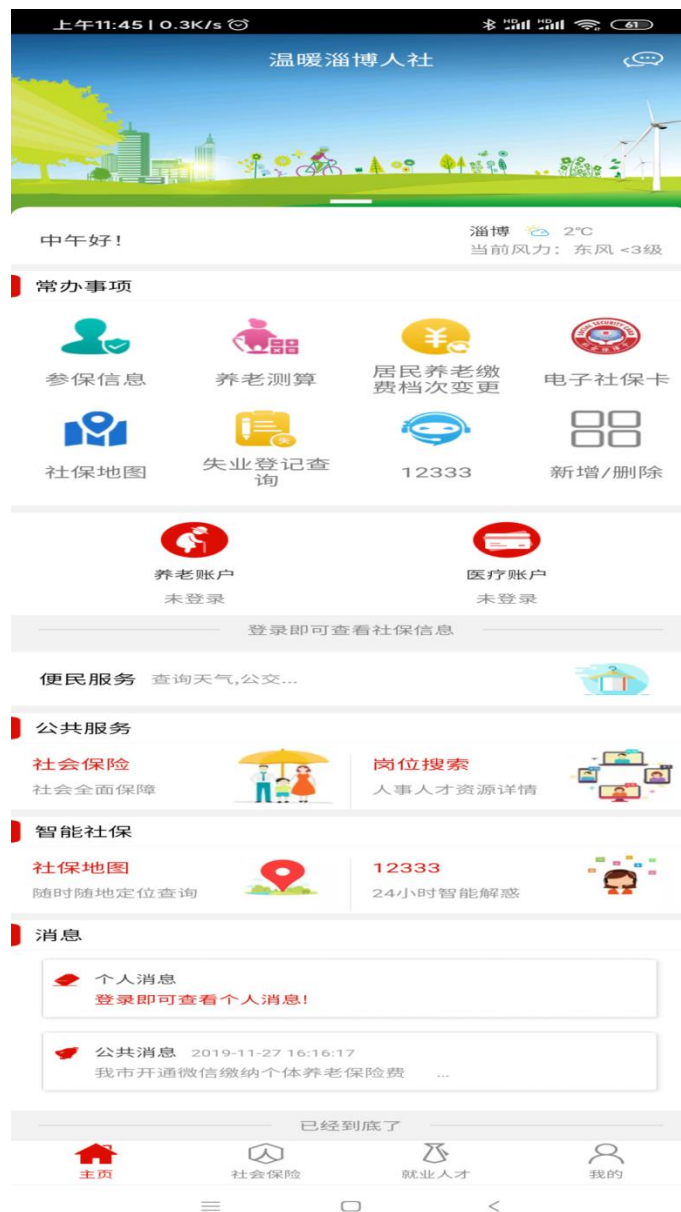 上午11:45 | 0.3K/s
HD HD 61
温暖淄博人社
中午好!
淄博 2℃
当前风力: 东风 <3级
常办事项
参保信息
养老测算
居民养老缴
费档次变更
SOCIAL SECURITY CARD
电子社保卡
社保地图
失
失业登记查
询
12333
新增/删除
养老账户
未登录
医疗账户
未登录
登录即可查看社保信息
便民服务 查询天气,公交...
公共服务
社会保险
社会全面保障
岗位搜索
人事人才资源详情
智能社保
社保地图
随时随地定位查询
12333
24小时智能解惑
消息
个人消息
登录即可查看个人消息!
公共消息 2019-11-27 16:16:17
我市开通微信缴纳个体养老保险费 ...
已经到底了
主页
社会保险
就业人才
我的